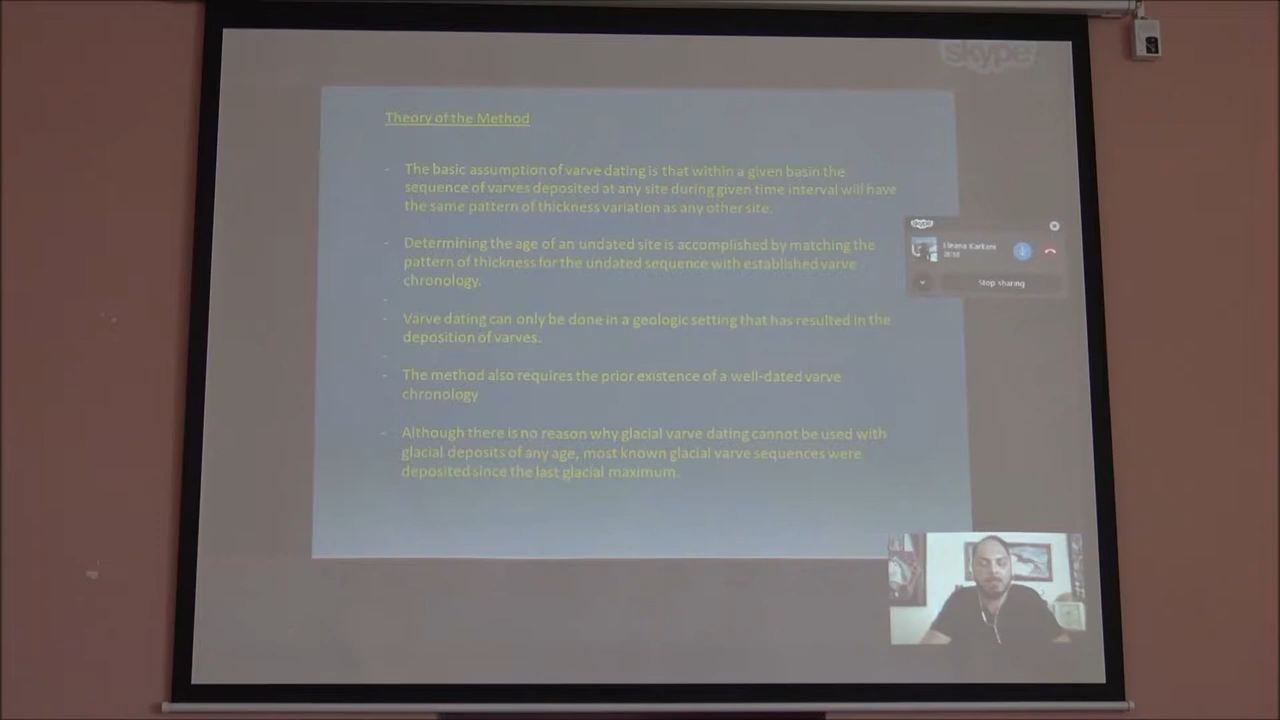 skype
Theory of the Method
- The basic assumption of varve dating is that within a given basin the
sequence of varves deposited at any site during given time interval will have
the same pattern of thickness variation as any other site.
- Determining the age of an undated site is accomplished by matching the
pattern of thickness for the undated sequence with established varve
chronology.
-
- Varve dating can only be done in a geologic setting that has resulted in the
deposition of varves.
-
- The method also requires the prior existence of a well-dated varve
chronology
- Although there is no reason why glacial varve dating cannot be used with
glacial deposits of any age, most known glacial varve sequences were
deposited since the last glacial maximum.
skype
Karkani
Stop sharing